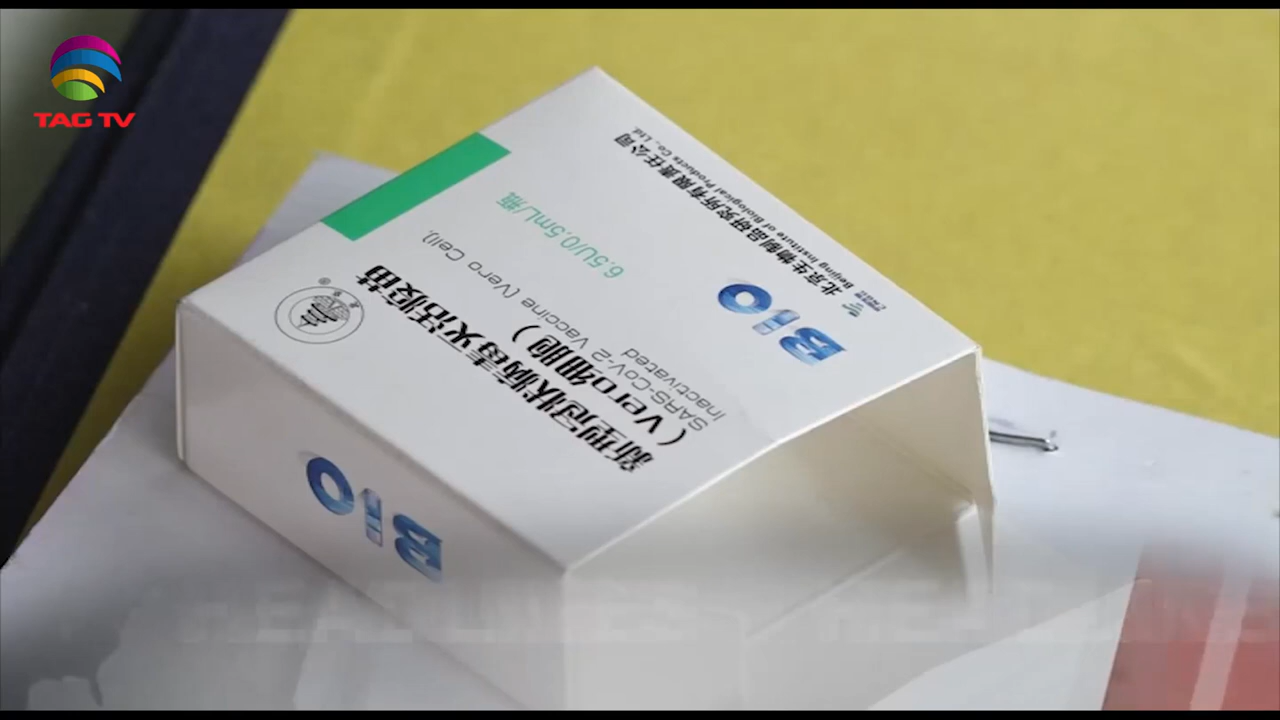 TAG TV
北京生物制品研究所有限责任公司
Beijing Institute of Biological Products Co., Ltd.
BIO
6.5U/0.5mL/瓶
新型冠状病毒灭活疫苗
（Vero细胞）
SARS-CoV-2 Vaccine (Vero Cell),
Inactivated
BIO
HEADLINES